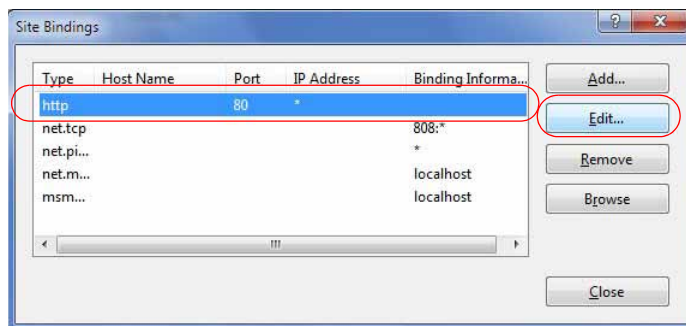 Site Bindings
Type Host Name Port IP Address Binding Informa...
http 80 *
net.tcp 808:*
net.pi... *
net.m... localhost
msm... localhost
Add...
Edit...
Remove
Browse
Close